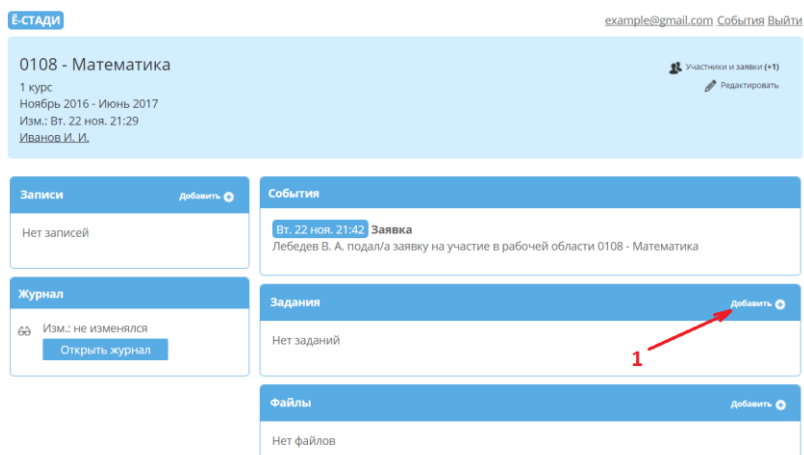 Ё-СТАДИ
example@gmail.com События Выйти
0108 - Математика
1 курс
Ноябрь 2016 - Июнь 2017
Изм.: Вт. 22 ноя. 21:29
Иванов И. И.
Участники и заявки (+1)
Редактировать
Записи Добавить
Нет записей
Журнал
Изм.: не изменялся
Открыть журнал
События
Вт. 22 ноя. 21:42 Заявка
Лебедев В. А. подал/а заявку на участие в рабочей области 0108 - Математика
Задания Добавить
Нет заданий
1
Файлы Добавить
Нет файлов